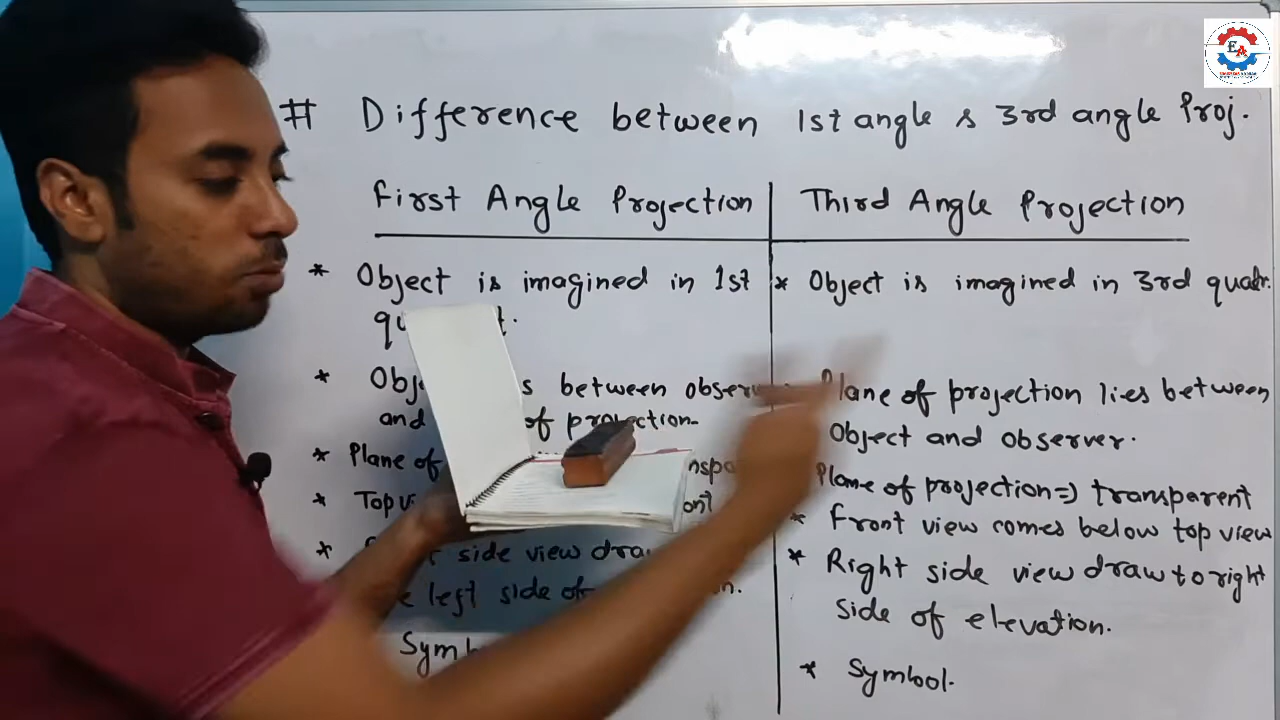 # Difference between 1st angle & 3rd angle Proj.
First Angle Projection
* Object is imagined in 1st
* between observ
and of projection.
* Plane of
* Top vi
* side view draw
left side of
Symb
Third Angle Projection
* Object is imagined in 3rd quadr.
Plane of projection lies between
Object and observer.
Plane of projection => transparent
* Front view comes below top view
* Right side view draw to right
side of elevation.
* Symbol.
EA